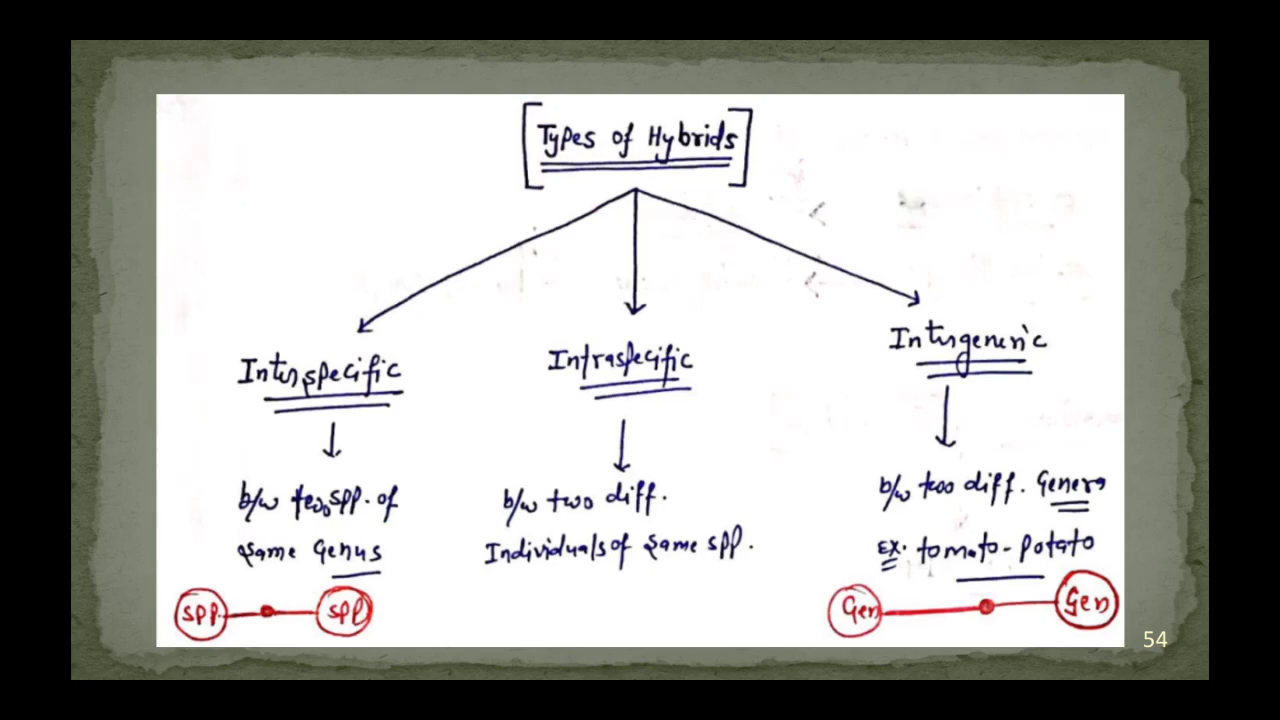 [Types of Hybrids]
Interspecific
Intraspecific
Intergeneric
b/w two spp. of
same Genus
b/w two diff.
Individuals of same spp.
b/w two diff. Genera
Ex. tomato-potato
spp.
spp
Gen
Gen
54